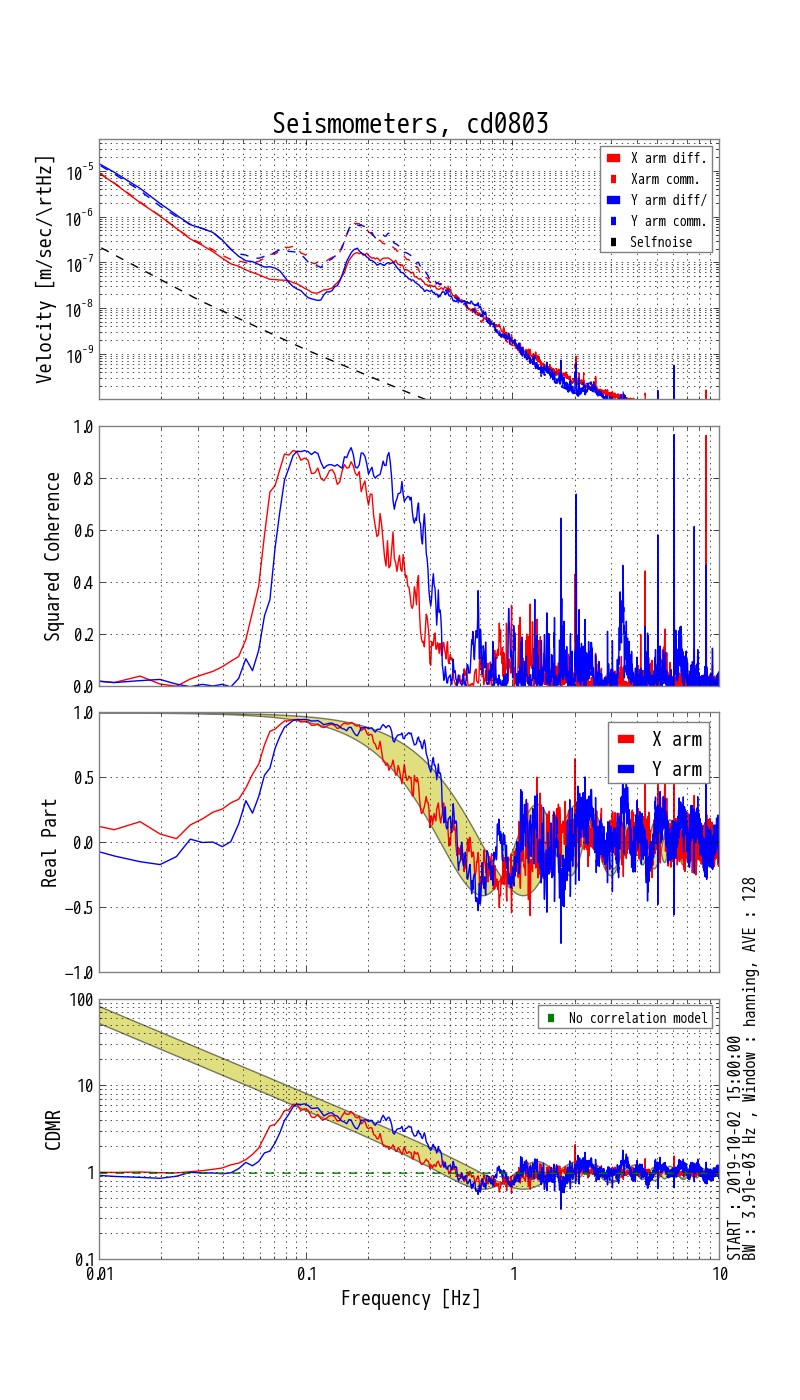 Seismometers, cd0803
Velocity [m/sec/\rtHz]
10^-5
10^-6
10^-7
10^-8
10^-9
X arm diff.
Xarm comm.
Y arm diff/
Y arm comm.
Selfnoise
Squared Coherence
1.0
0.8
0.6
0.4
0.2
0.0
Real Part
1.0
0.5
0.0
−0.5
−1.0
X arm
Y arm
CDMR
100
10
1
0.1
No correlation model
0.01
0.1
1
10
Frequency [Hz]
START : 2019-10-02 15:00:00
BW : 3.91e-03 Hz , Window : hanning, AVE : 128